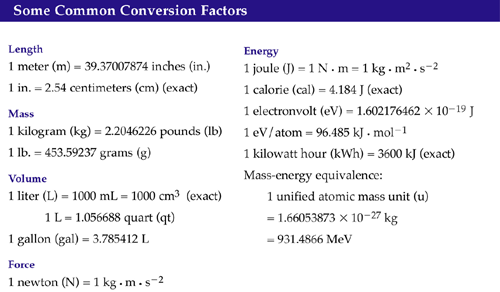 Some Common Conversion Factors
Length
1 meter (m) = 39.37007874 inches (in.)
1 in. = 2.54 centimeters (cm) (exact)
Mass
1 kilogram (kg) = 2.2046226 pounds (lb)
1 lb. = 453.59237 grams (g)
Volume
1 liter (L) = 1000 mL = 1000 cm³ (exact)
1 L = 1.056688 quart (qt)
1 gallon (gal) = 3.785412 L
Force
1 newton (N) = 1 kg · m · s⁻²
Energy
1 joule (J) = 1 N · m = 1 kg · m² · s⁻²
1 calorie (cal) = 4.184 J (exact)
1 electronvolt (eV) = 1.602176462 × 10⁻¹⁹ J
1 eV/atom = 96.485 kJ · mol⁻¹
1 kilowatt hour (kWh) = 3600 kJ (exact)
Mass-energy equivalence:
1 unified atomic mass unit (u)
= 1.66053873 × 10⁻²⁷ kg
= 931.4866 MeV